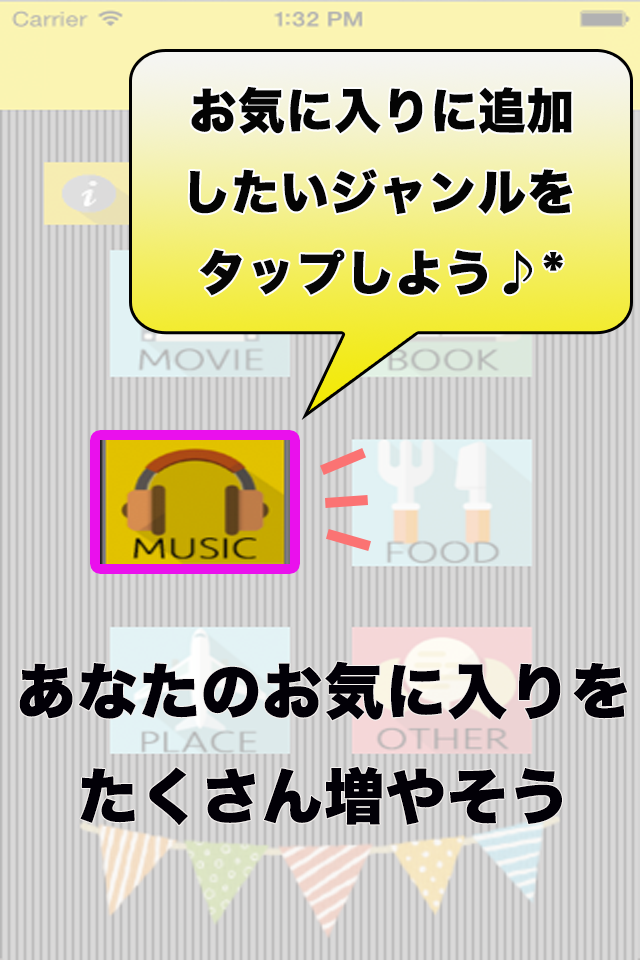 Carrier 1:32 PM
お気に入りに追加
したいジャンルを
タップしよう♪*
i
MOVIE BOOK
MUSIC FOOD
PLACE OTHER
あなたのお気に入りを
たくさん増やそう